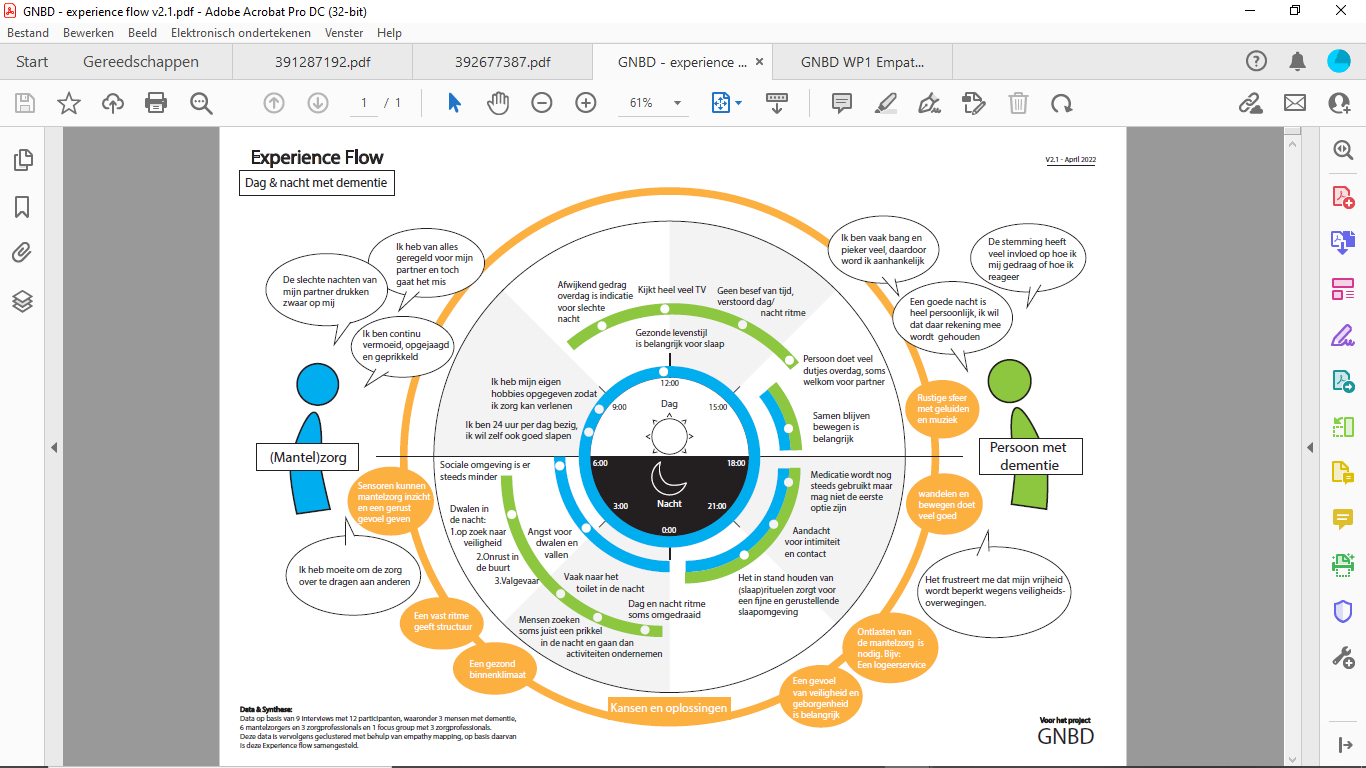 GNBD - experience flow v2.1.pdf - Adobe Acrobat Pro DC (32-bit)
Bestand Bewerken Beeld Elektronisch ondertekenen Venster Help
Start Gereedschappen 391287192.pdf 392677387.pdf GNBD - experience ... × GNBD WP1 Empat...
1 / 1 61%
Experience Flow
V2.1 - April 2022
Dag & nacht met dementie
Ik heb van alles
geregeld voor mijn
partner en toch
gaat het mis
De slechte nachten van
mijn partner drukken
zwaar op mij
Ik ben continu
vermoeid, opgejaagd
en geprikkeld
Ik ben vaak bang en
pieker veel, daardoor
word ik aanhankelijk
De stemming heeft
veel invloed op hoe ik
mij gedraag of hoe ik
reageer
Een goede nacht is
heel persoonlijk, ik wil
dat daar rekening mee
wordt gehouden
Afwijkend gedrag
overdag is indicatie
voor slechte
nacht
Kijkt heel veel TV
Geen besef van tijd,
verstoord dag/
nacht ritme
Gezonde levenstijl
is belangrijk voor slaap
Persoon doet veel
dutjes overdag, soms
welkom voor partner
Ik heb mijn eigen
hobbies opgegeven zodat
ik zorg kan verlenen
Ik ben 24 uur per dag bezig,
ik wil zelf ook goed slapen
Samen blijven
bewegen is
belangrijk
12:00
Dag
9:00
15:00
6:00
18:00
3:00
Nacht
21:00
0:00
Rustige sfeer
met geluiden
en muziek
(Mantel)zorg
Persoon met
dementie
Sociale omgeving is er
steeds minder
Sensoren kunnen
mantelzorg inzicht
en een gerust
gevoel geven
Dwalen in
de nacht:
1.op zoek naar
veiligheid
2.Onrust in
de buurt
3.Valgevaar
Angst voor
dwalen en
vallen
Vaak naar het
toilet in de nacht
Dag en nacht ritme
soms omgedraaid
Mensen zoeken
soms juist een prikkel
in de nacht en gaan dan
activiteiten ondernemen
Medicatie wordt nog
steeds gebruikt maar
mag niet de eerste
optie zijn
Aandacht
voor intimiteit
en contact
Het in stand houden van
(slaap)rituelen zorgt voor
een fijne en gerustellende
slaapomgeving
wandelen en
bewegen doet
veel goed
Ik heb moeite om de zorg
over te dragen aan anderen
Het frustreert me dat mijn vrijheid
wordt beperkt wegens veiligheids-
overwegingen.
Een vast ritme
geeft structuur
Een gezond
binnenklimaat
Ontlasten van
de mantelzorg is
nodig. Bijv:
Een logeerservice
Een gevoel
van veiligheid en
geborgenheid
is belangrijk
Kansen en oplossingen
Data & Synthese:
Data op basis van 9 interviews met 12 participanten, waaronder 3 mensen met dementie,
6 mantelzorgers en 3 zorgprofessionals en 1 focus group met 3 zorgprofessionals.
Deze data is vervolgens geclustered met behulp van empathy mapping, op basis daarvan
is deze Experience flow samengesteld.
Voor het project
GNBD